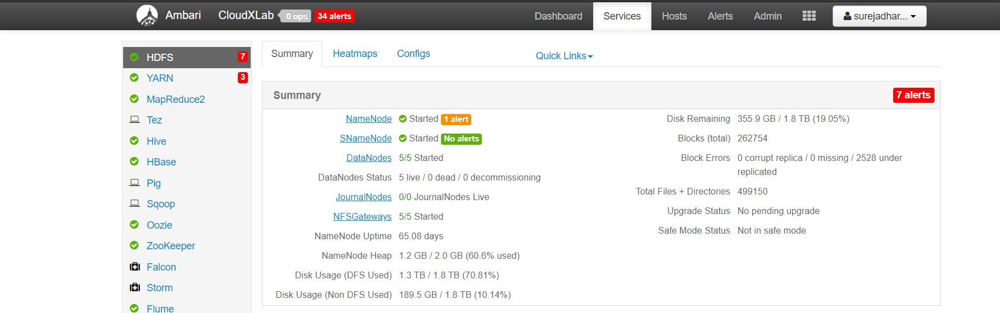 Ambari CloudXLab 0 ops 34 alerts Dashboard Services Hosts Alerts Admin surejadhar...
HDFS 7
YARN 3
MapReduce2
Tez
Hive
HBase
Pig
Sqoop
Oozie
ZooKeeper
Falcon
Storm
Flume
Summary Heatmaps Configs Quick Links
Summary 7 alerts
NameNode Started 1 alert
SNameNode Started No alerts
DataNodes 5/5 Started
DataNodes Status 5 live / 0 dead / 0 decommissioning
JournalNodes 0/0 JournalNodes Live
NFSGateways 5/5 Started
NameNode Uptime 65.08 days
NameNode Heap 1.2 GB / 2.0 GB (60.6% used)
Disk Usage (DFS Used) 1.3 TB / 1.8 TB (70.81%)
Disk Usage (Non DFS Used) 189.5 GB / 1.8 TB (10.14%)
Disk Remaining 355.9 GB / 1.8 TB (19.05%)
Blocks (total) 262754
Block Errors 0 corrupt replica / 0 missing / 2528 under
replicated
Total Files + Directories 499150
Upgrade Status No pending upgrade
Safe Mode Status Not in safe mode